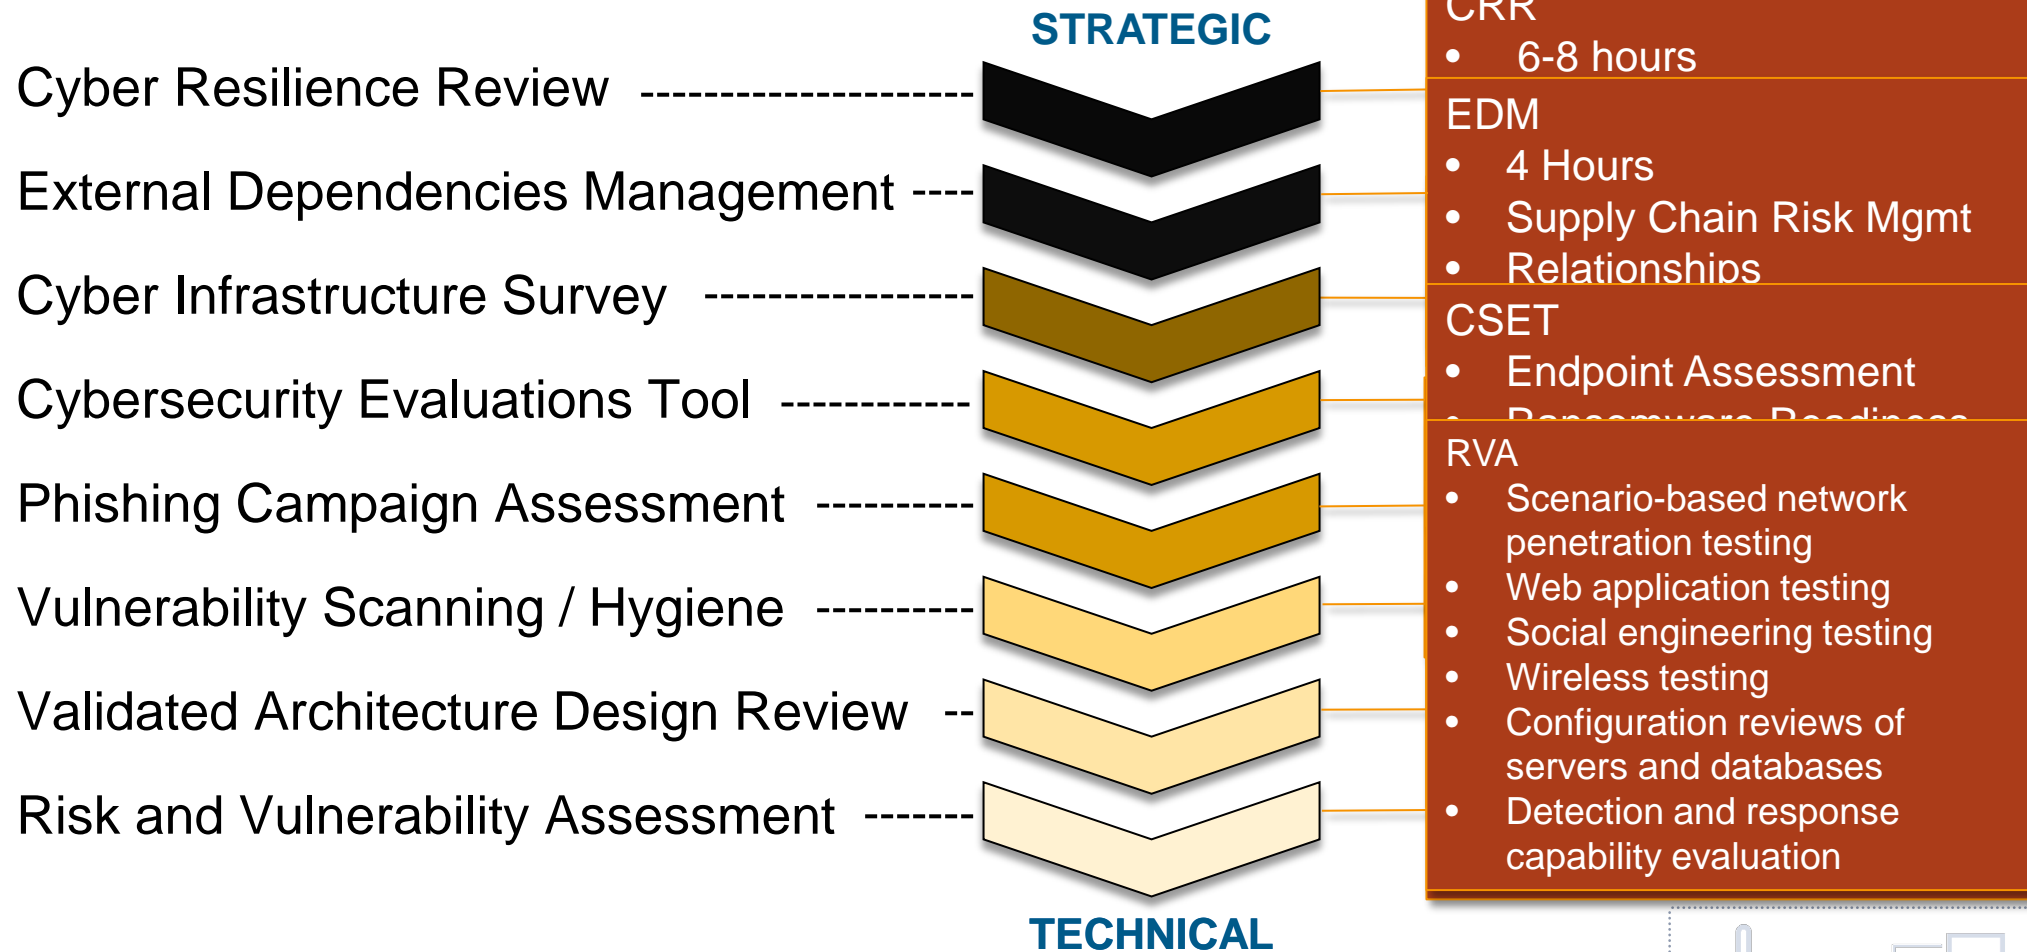 STRATEGIC
Cyber Resilience Review
External Dependencies Management
Cyber Infrastructure Survey
Cybersecurity Evaluations Tool
Phishing Campaign Assessment
Vulnerability Scanning / Hygiene
Validated Architecture Design Review
Risk and Vulnerability Assessment
TECHNICAL
CRR
• 6-8 hours
EDM
• 4 Hours
• Supply Chain Risk Mgmt
• Relationships
CSET
• Endpoint Assessment
• Ransomware Readiness
RVA
• Scenario-based network
penetration testing
• Web application testing
• Social engineering testing
• Wireless testing
• Configuration reviews of
servers and databases
• Detection and response
capability evaluation